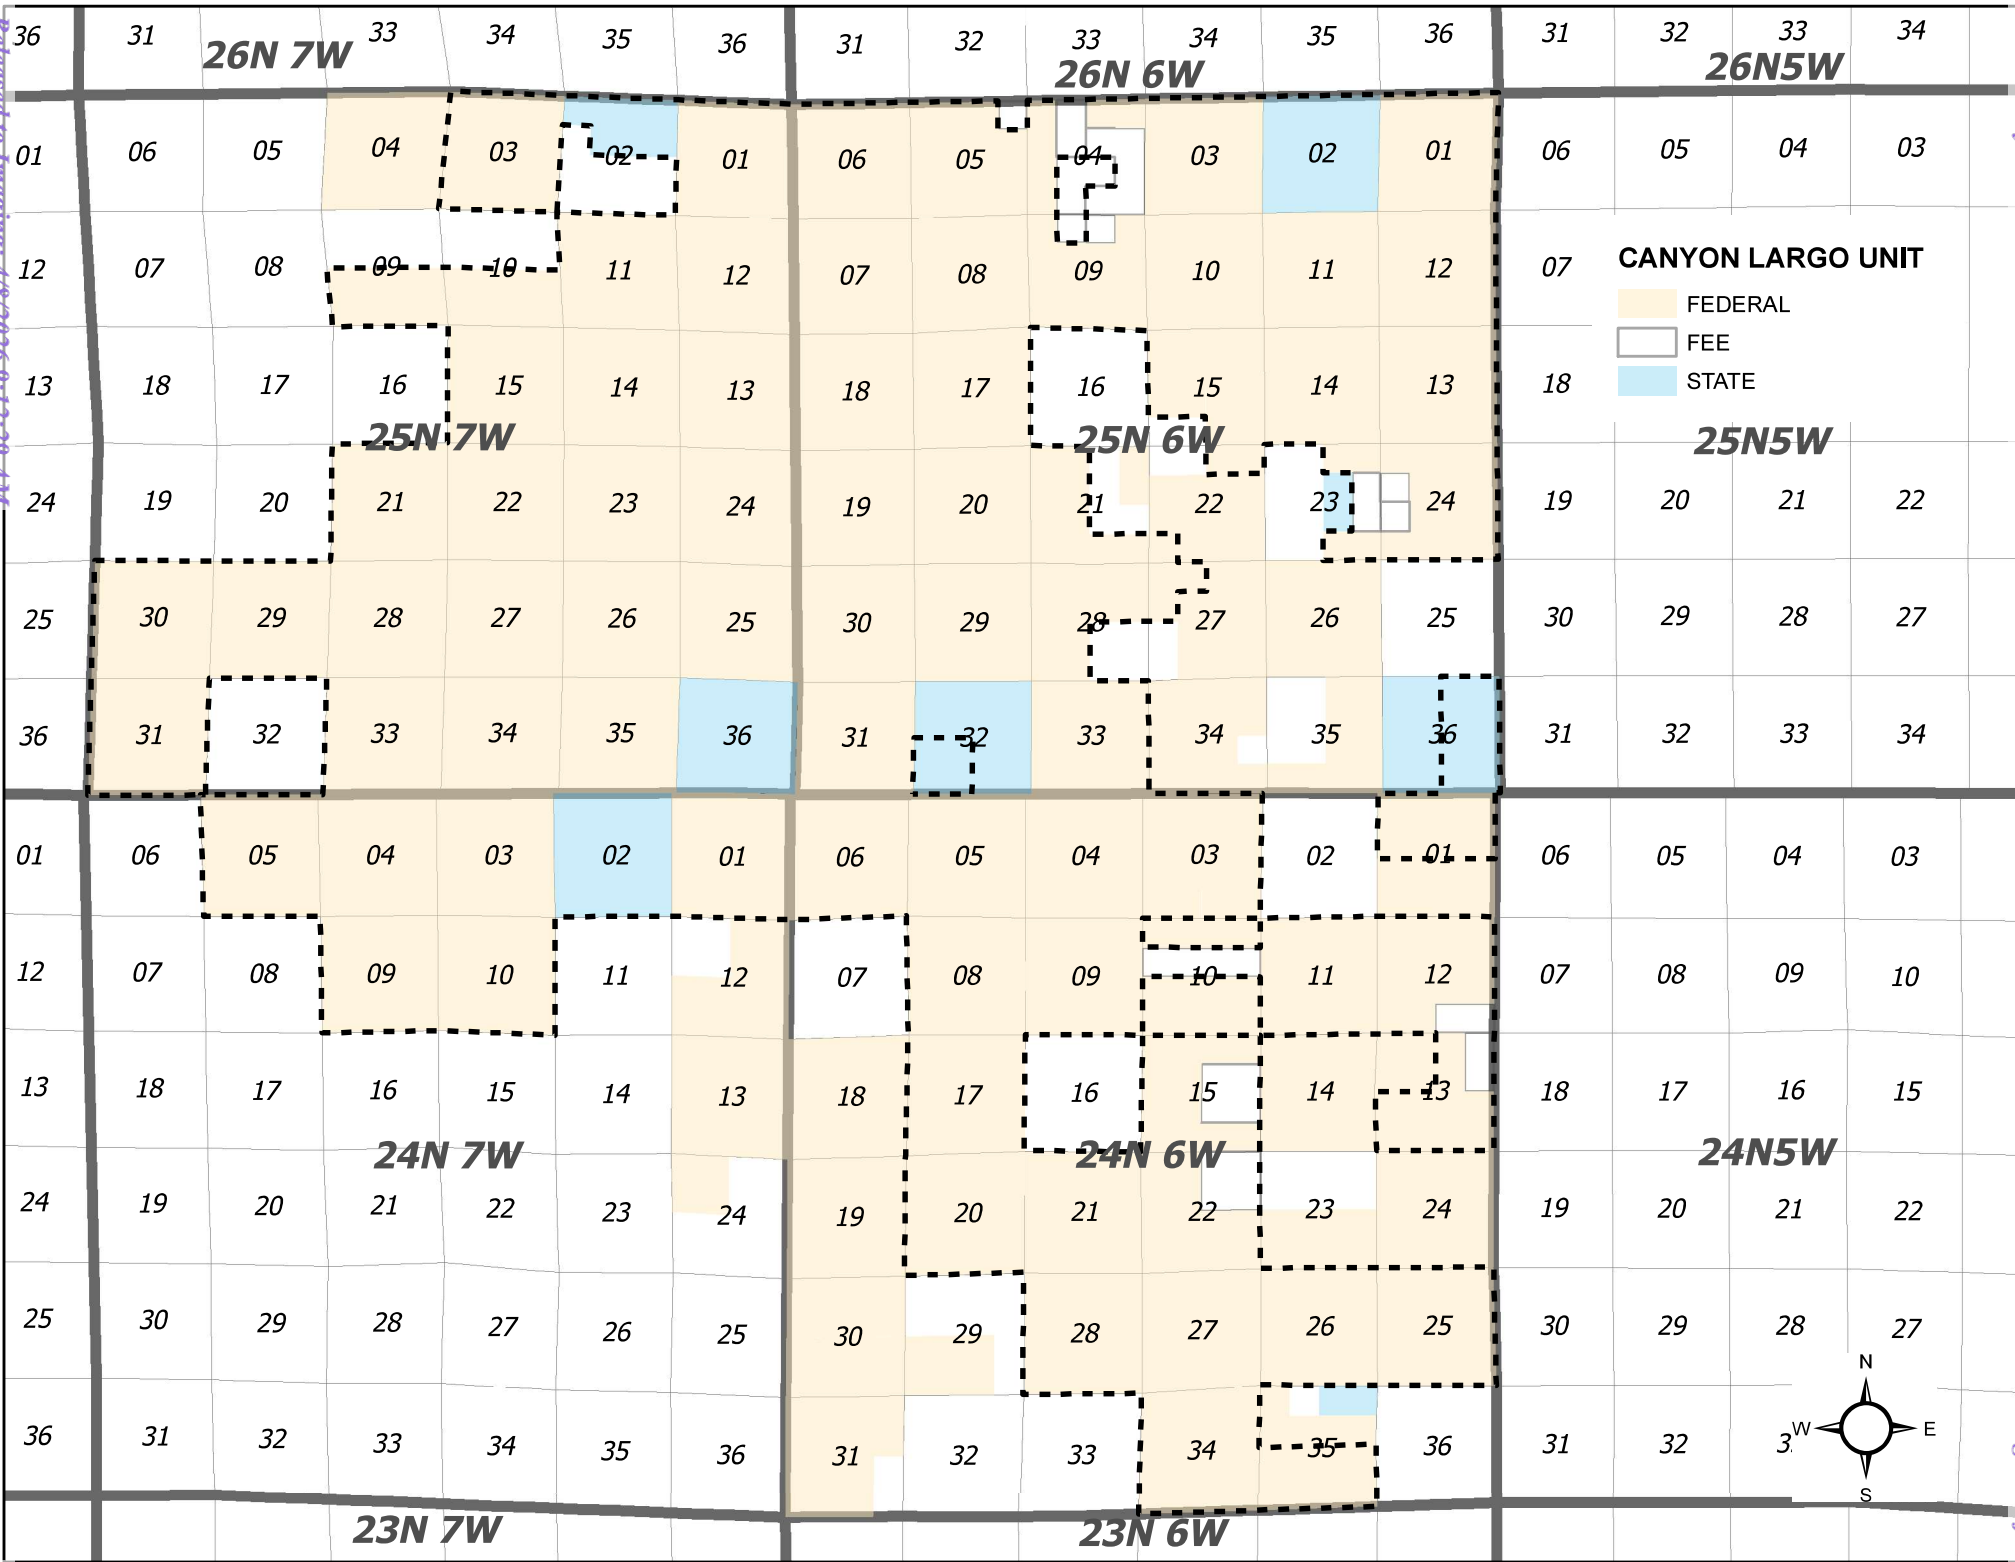 36 31 33 34 35 36 31 32 33 34 35 36 31 32 33 34
26N 7W 26N 6W 26N5W
01 06 05 04 03 02 01 06 05 04 03 02 01 06 05 04 03
12 07 08 09 10 11 12 07 08 09 10 11 12 07
CANYON LARGO UNIT
FEDERAL
FEE
STATE
13 18 17 16 15 14 13 18 17 16 15 14 13 18
25N 7W 25N 6W 25N5W
24 19 20 21 22 23 24 19 20 21 22 23 24 19 20 21 22
25 30 29 28 27 26 25 30 29 28 27 26 25 30 29 28 27
36 31 32 33 34 35 36 31 32 33 34 35 36 31 32 33 34
01 06 05 04 03 02 01 06 05 04 03 02 01 06 05 04 03
12 07 08 09 10 11 12 07 08 09 10 11 12 07 08 09 10
13 18 17 16 15 14 13 18 17 16 15 14 13 18 17 16 15
24N 7W 24N 6W 24N5W
24 19 20 21 22 23 24 19 20 21 22 23 24 19 20 21 22
25 30 29 28 27 26 25 30 29 28 27 26 25 30 29 28 27
36 31 32 33 34 35 36 31 32 33 34 35 36 31 32
N
W E
S
23N 7W 23N 6W